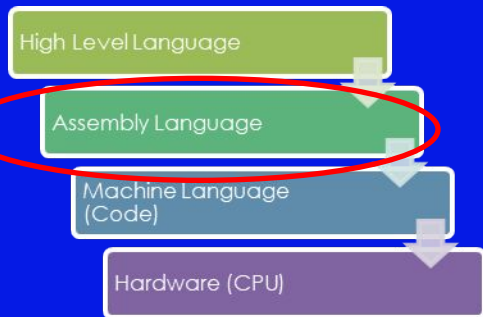 High Level Language
Assembly Language
Machine Language
(Code)
Hardware (CPU)